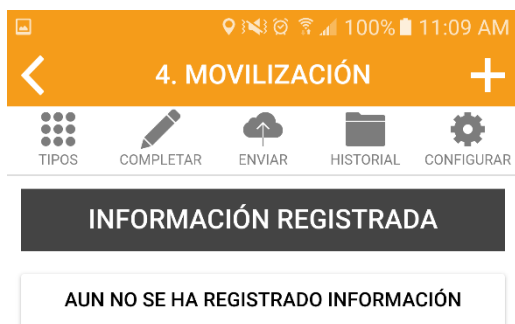 100% 11:09 AM
4. MOVILIZACIÓN
TIPOS COMPLETAR ENVIAR HISTORIAL CONFIGURAR
INFORMACIÓN REGISTRADA
AUN NO SE HA REGISTRADO INFORMACIÓN